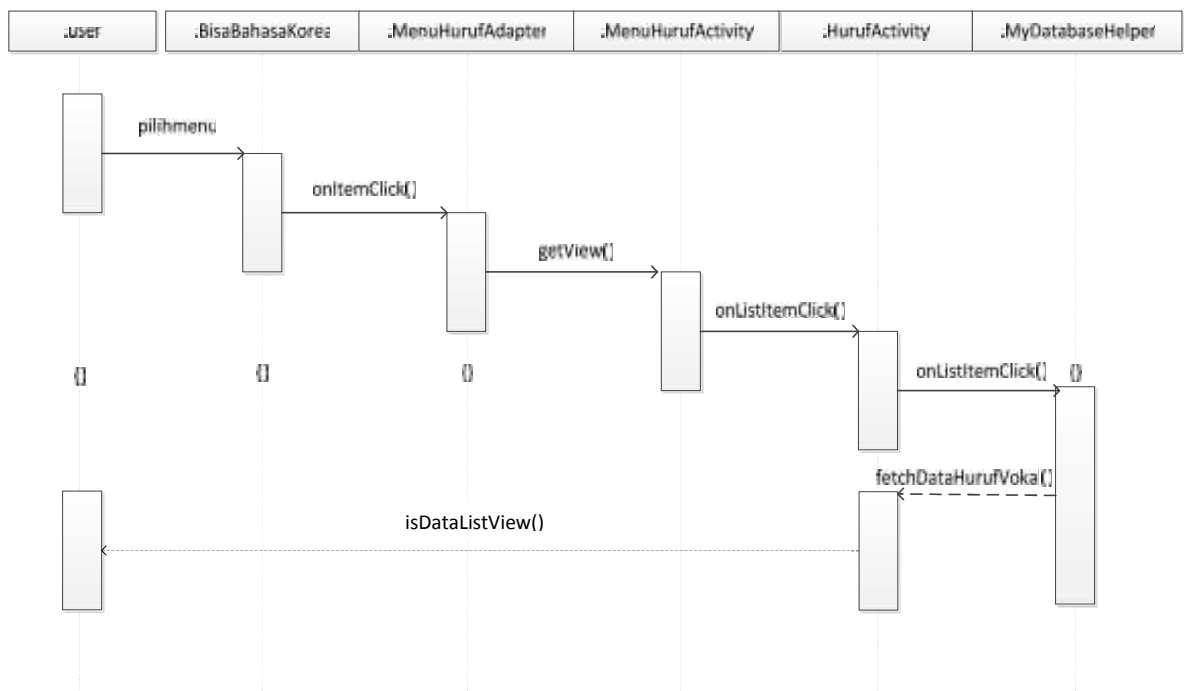 :user
:BisaBahasaKorea
:MenuHurufAdapter
:MenuHurufActivity
:HurufActivity
:MyDatabaseHelper
pilihmenu
onItemClick()
getView()
onListItemClick()
onListItemClick()
{}
{}
{}
{}
fetchDataHurufVoka()
isDataListView()